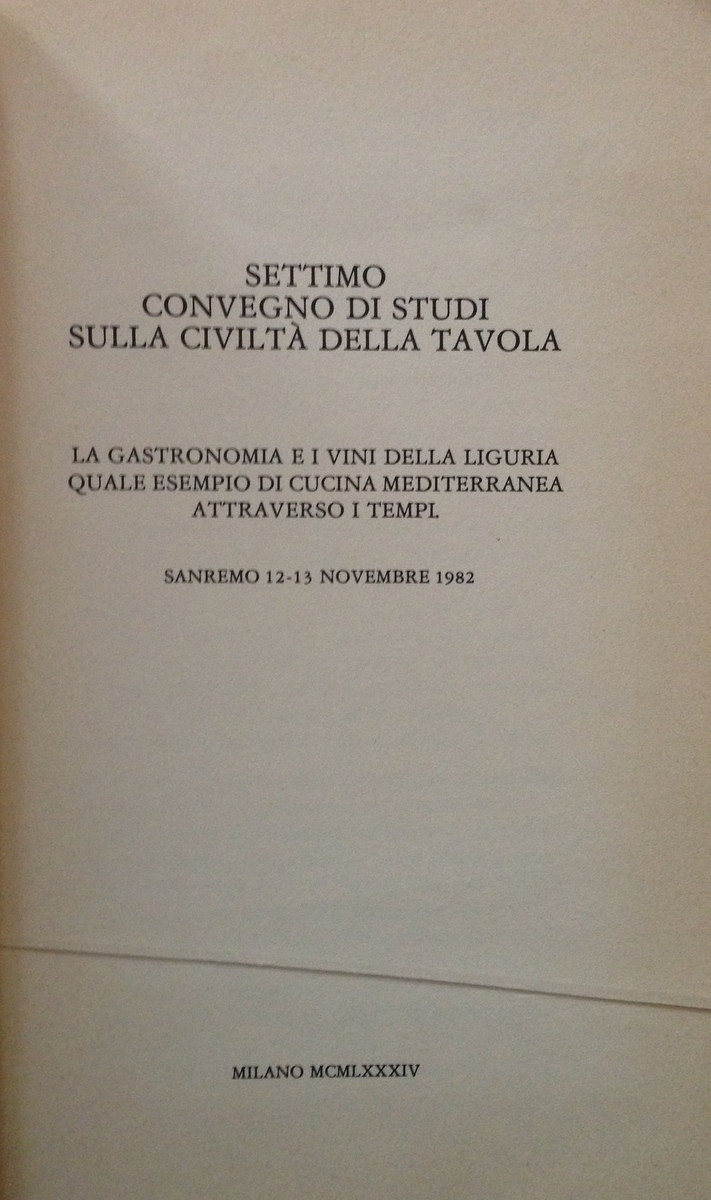 SETTIMO
CONVEGNO DI STUDI
SULLA CIVILTÀ DELLA TAVOLA
LA GASTRONOMIA E I VINI DELLA LIGURIA
QUALE ESEMPIO DI CUCINA MEDITERRANEA
ATTRAVERSO I TEMPI.
SANREMO 12-13 NOVEMBRE 1982
MILANO MCMLXXXIV